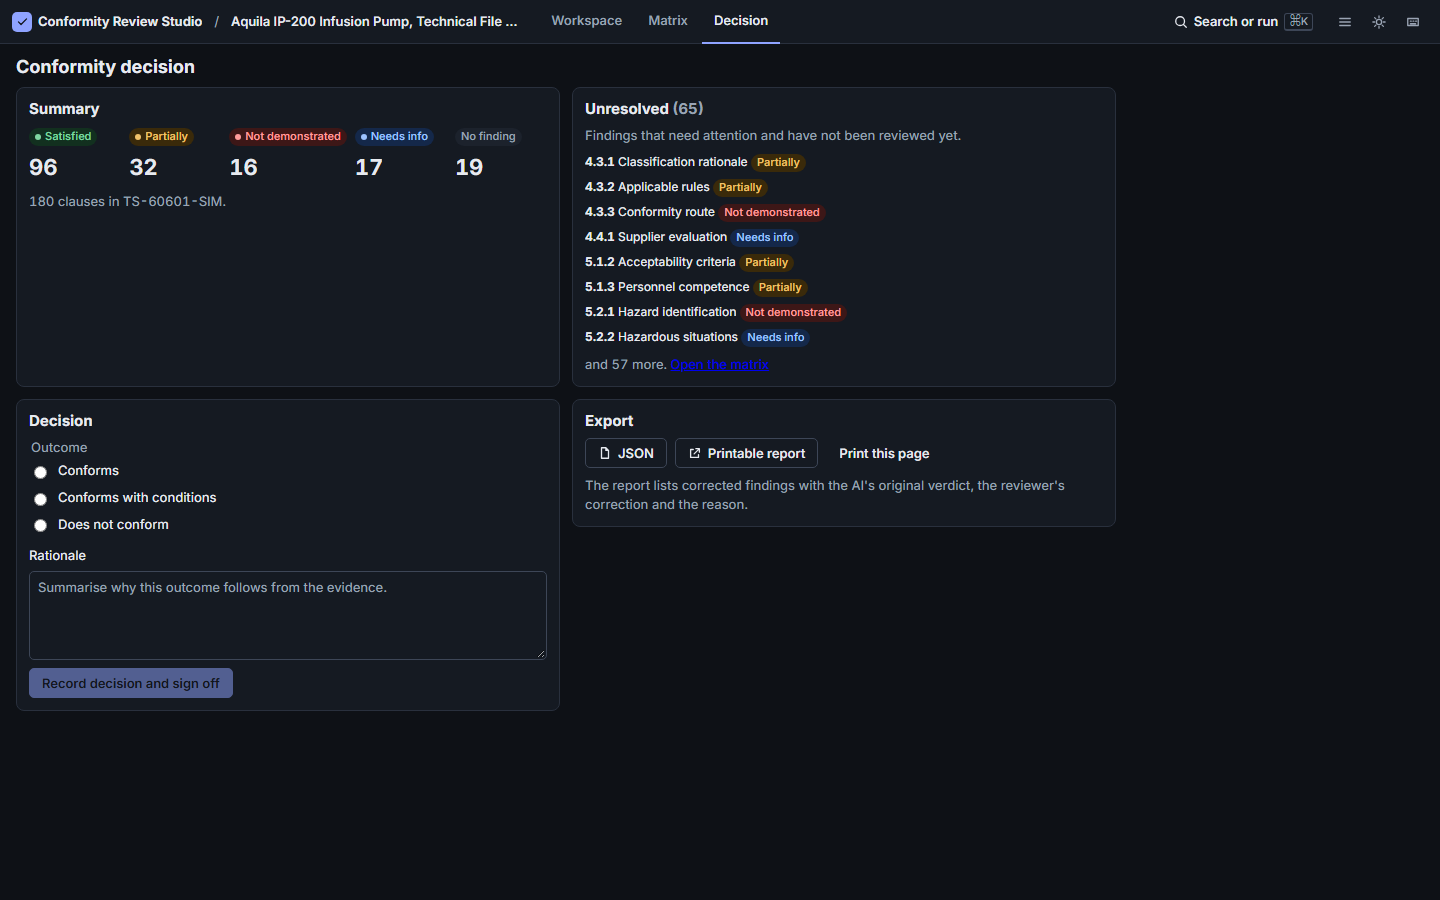 Conformity Review Studio / Aquila IP-200 Infusion Pump, Technical File ... Workspace Matrix Decision Search or run ⌘K
Conformity decision
Summary
Satisfied Partially Not demonstrated Needs info No finding
96 32 16 17 19
180 clauses in TS-60601-SIM.
Unresolved (65)
Findings that need attention and have not been reviewed yet.
4.3.1 Classification rationale Partially
4.3.2 Applicable rules Partially
4.3.3 Conformity route Not demonstrated
4.4.1 Supplier evaluation Needs info
5.1.2 Acceptability criteria Partially
5.1.3 Personnel competence Partially
5.2.1 Hazard identification Not demonstrated
5.2.2 Hazardous situations Needs info
and 57 more. Open the matrix
Decision
Outcome
Conforms
Conforms with conditions
Does not conform
Rationale
Summarise why this outcome follows from the evidence.
Record decision and sign off
Export
JSON Printable report Print this page
The report lists corrected findings with the AI's original verdict, the reviewer's
correction and the reason.